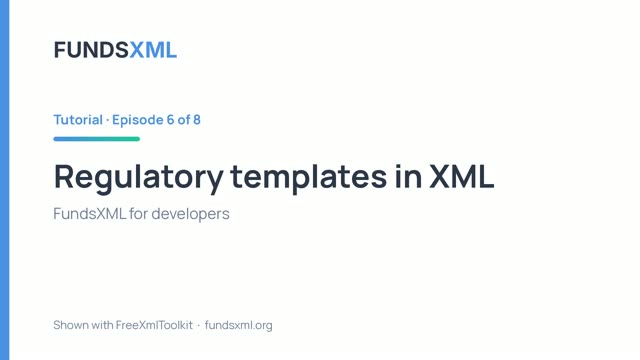 FUNDSXML
Tutorial · Episode 6 of 8
Regulatory templates in XML
FundsXML for developers
Shown with FreeXmlToolkit · fundsxml.org